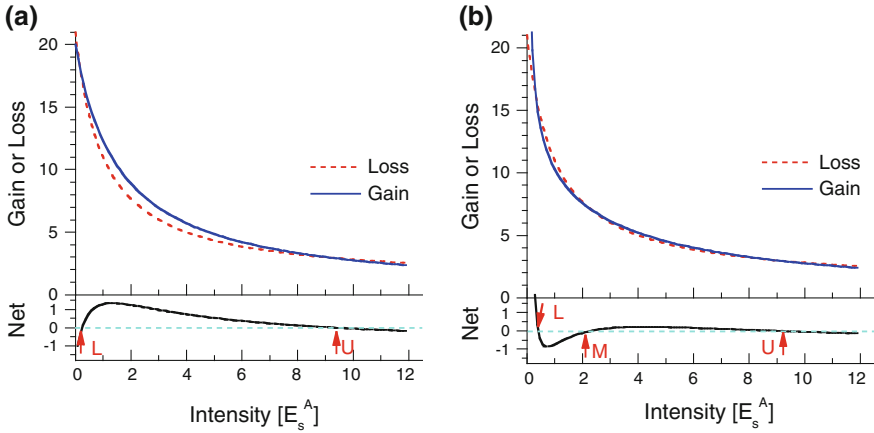 (a)
20
15
10
5
0
Gain or Loss
Loss
Gain
1
0
-1
Net
L
U
0 2 4 6 8 10 12
Intensity [E_s^A]
(b)
20
15
10
5
0
Gain or Loss
Loss
Gain
1
0
-1
Net
L
M
U
0 2 4 6 8 10 12
Intensity [E_s^A]